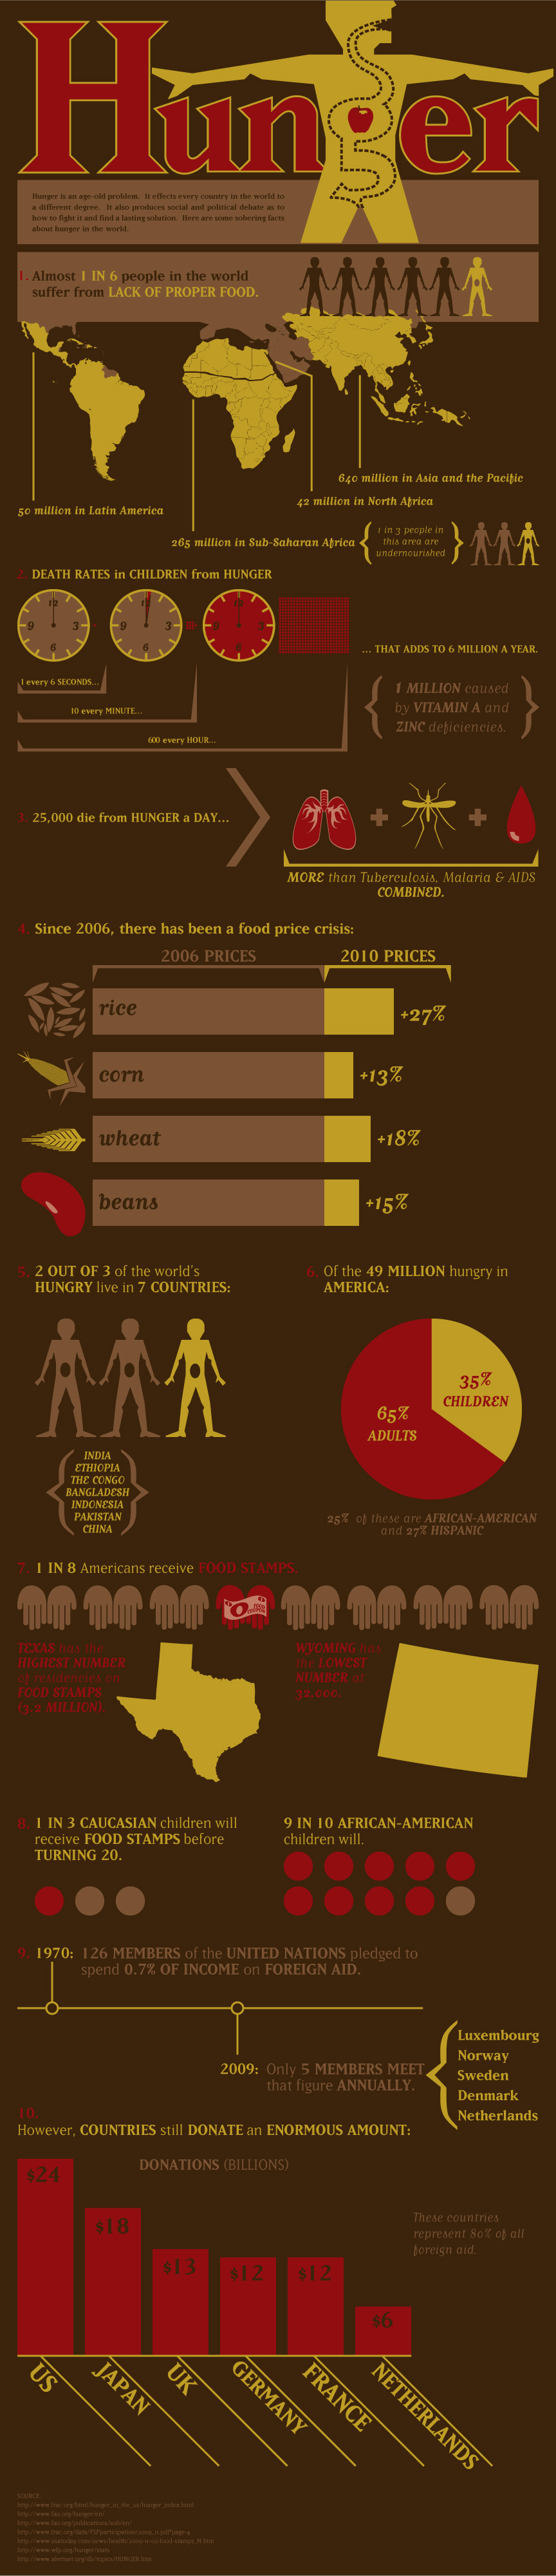 Hunger
Hunger is an age-old problem. It effects every country in the world to
a different degree. It also produces social and political debate as to
how to fight it and find a lasting solution. Here are some sobering facts
about hunger in the world.
1. Almost 1 IN 6 people in the world
suffer from LACK OF PROPER FOOD.
640 million in Asia and the Pacific
42 million in North Africa
50 million in Latin America
265 million in Sub-Saharan Africa
1 in 3 people in
this area are
undernourished
2. DEATH RATES in CHILDREN from HUNGER
12 3 6 9
12 3 6 9
12 3 6 9
... THAT ADDS TO 6 MILLION A YEAR.
1 every 6 SECONDS...
10 every MINUTE...
600 every HOUR...
1 MILLION caused
by VITAMIN A and
ZINC deficiencies.
3. 25,000 die from HUNGER a DAY...
MORE than Tuberculosis, Malaria & AIDS
COMBINED.
4. Since 2006, there has been a food price crisis:
2006 PRICES 2010 PRICES
rice +27%
corn +13%
wheat +18%
beans +15%
5. 2 OUT OF 3 of the world's
HUNGRY live in 7 COUNTRIES:
INDIA
ETHIOPIA
THE CONGO
BANGLADESH
INDONESIA
PAKISTAN
CHINA
6. Of the 49 MILLION hungry in
AMERICA:
35%
CHILDREN
65%
ADULTS
25% of these are AFRICAN-AMERICAN
and 27% HISPANIC
7. 1 IN 8 Americans receive FOOD STAMPS.
TEXAS has the
HIGHEST NUMBER
of residencies on
FOOD STAMPS
(3.2 MILLION).
WYOMING has
the LOWEST
NUMBER at
32,000.
8. 1 IN 3 CAUCASIAN children will
receive FOOD STAMPS before
TURNING 20.
9 IN 10 AFRICAN-AMERICAN
children will.
9. 1970: 126 MEMBERS of the UNITED NATIONS pledged to
spend 0.7% OF INCOME on FOREIGN AID.
2009: Only 5 MEMBERS MEET
that figure ANNUALLY.
Luxembourg
Norway
Sweden
Denmark
Netherlands
10.
However, COUNTRIES still DONATE an ENORMOUS AMOUNT:
DONATIONS (BILLIONS)
$24
$18
$13
$12
$12
$6
These countries
represent 80% of all
foreign aid.
US
JAPAN
UK
GERMANY
FRANCE
NETHERLANDS
SOURCE